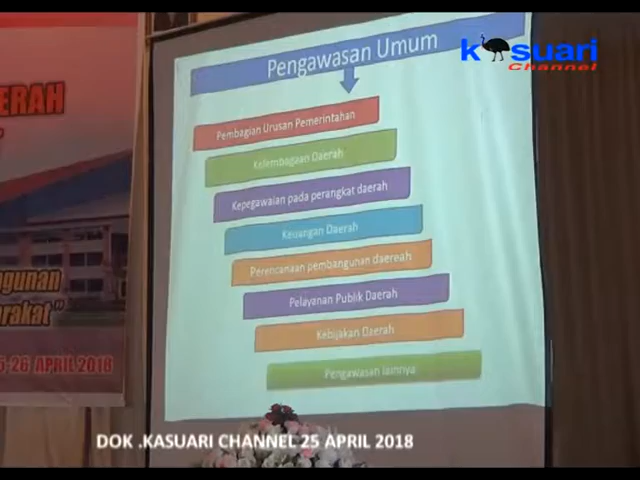 Pengawasan Umum
kasuari
Channel
ERAH
Pembagian Urusan Pemerintahan
Kelembagaan Daerah
Kepegawaian pada perangkat daerah
Keuangan Daerah
Perencanaan pembangunan daereah
Pelayanan Publik Daerah
Kebijakan Daerah
Pengawasan lainnya
ngunan
arakat"
5-26 APRIL 2018
DOK .KASUARI CHANNEL 25 APRIL 2018